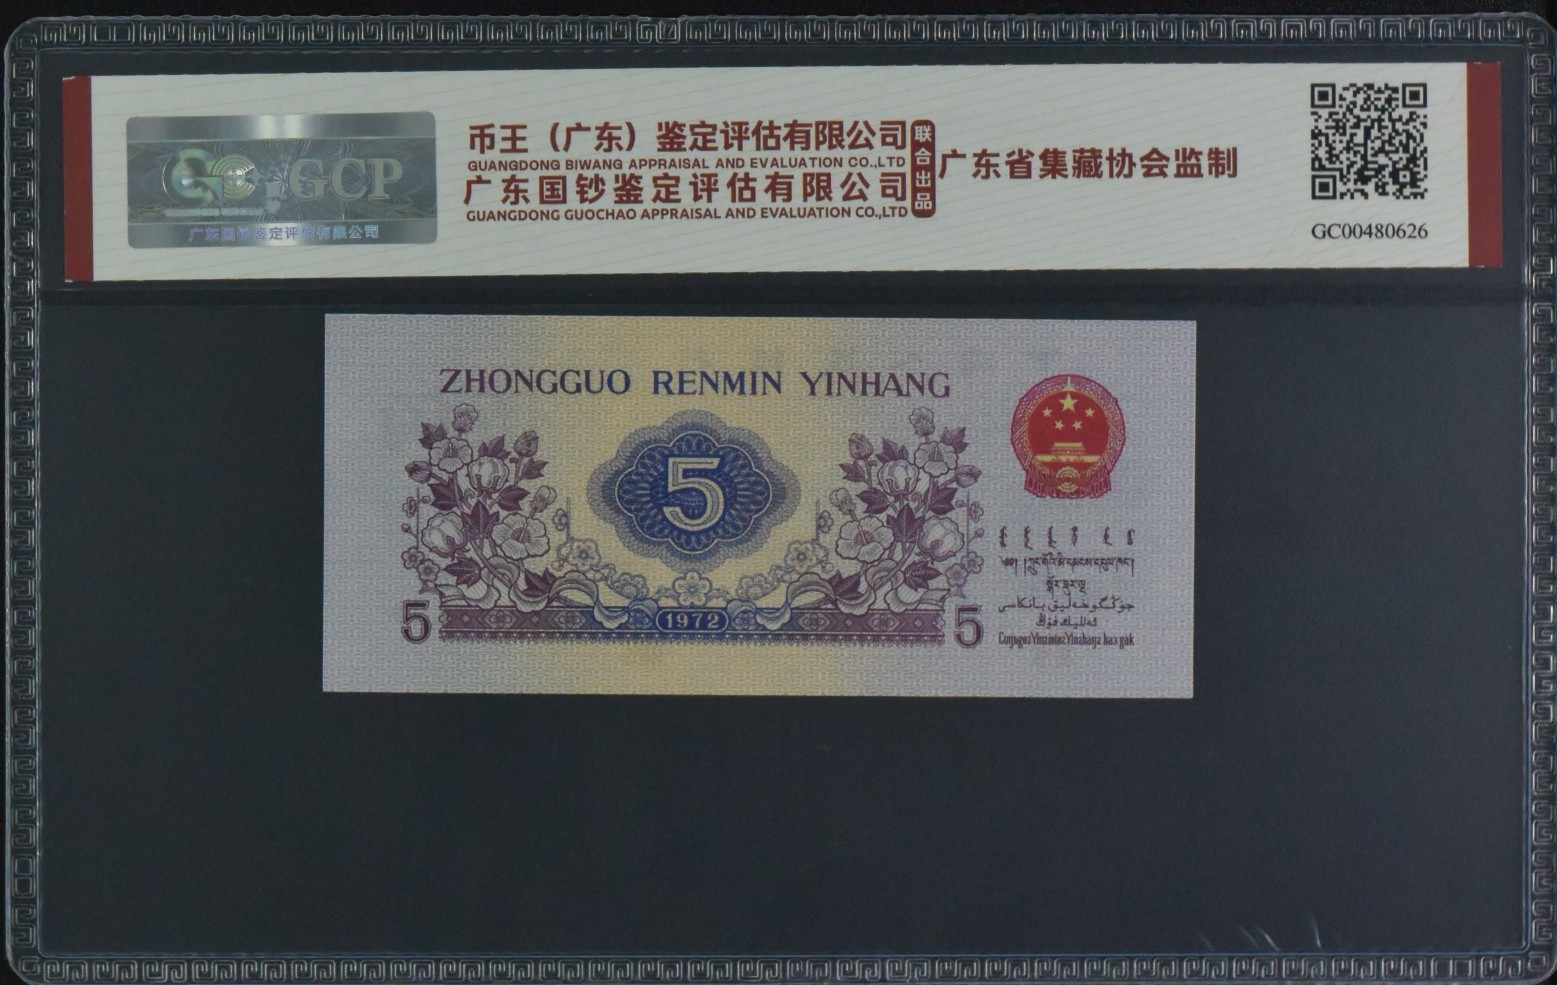 GCP
广东国钞鉴定评估有限公司
币王（广东）鉴定评估有限公司
GUANGDONG BIWANG APPRAISAL AND EVALUATION CO.,LTD
广东国钞鉴定评估有限公司
GUANGDONG GUOCHAO APPRAISAL AND EVALUATION CO.,LTD
联合出品
广东省集藏协会监制
GC00480626
ZHONGGUO RENMIN YINHANG
5
5
1972
5
جۇڭگوخەلىق بانكاسى